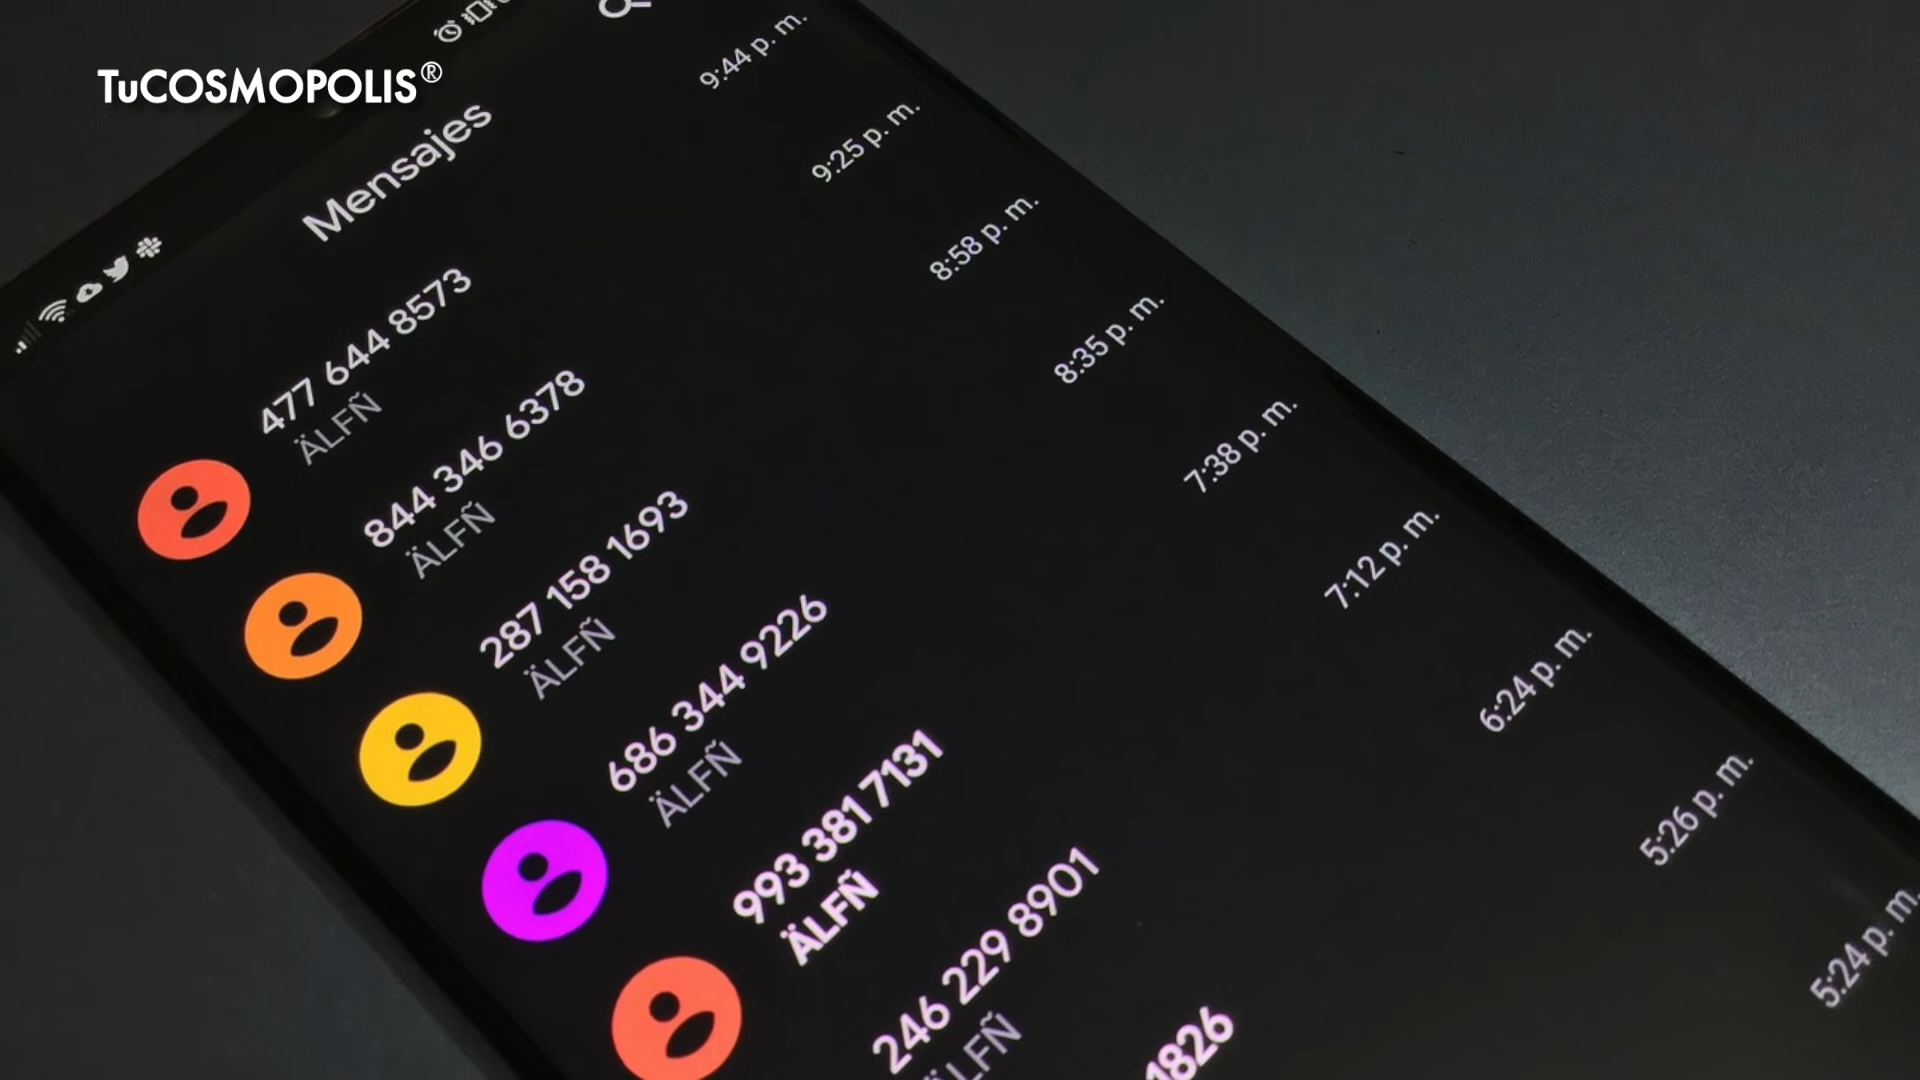 TuCOSMOPOLIS®
Mensajes
9:44 p. m.
477 644 8573
ÄLFÑ
9:25 p. m.
844 346 6378
ÄLFÑ
8:58 p. m.
287 158 1693
ÄLFÑ
8:35 p. m.
686 344 9226
ÄLFÑ
7:38 p. m.
993 381 7131
ÄLFÑ
7:12 p. m.
246 229 8901
ÄLFÑ
6:24 p. m.
1826
5:26 p. m.
5:24 p. m.